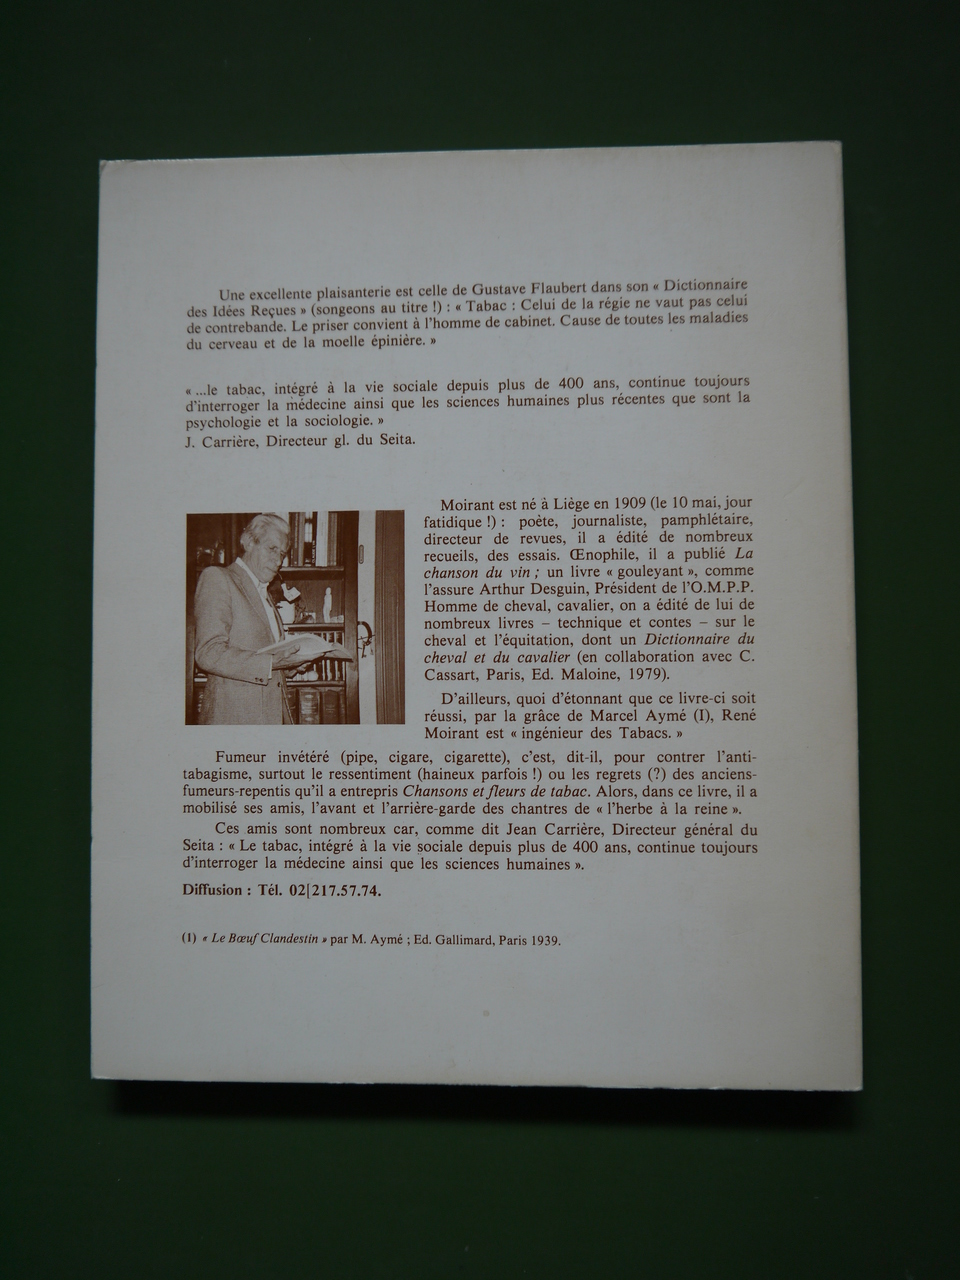 Une excellente plaisanterie est celle de Gustave Flaubert dans son « Dictionnaire
des Idées Reçues » (songeons au titre !) : « Tabac : Celui de la régie ne vaut pas celui
de contrebande. Le priser convient à l'homme de cabinet. Cause de toutes les maladies
du cerveau et de la moelle épinière. »
« ...le tabac, intégré à la vie sociale depuis plus de 400 ans, continue toujours
d'interroger la médecine ainsi que les sciences humaines plus récentes que sont la
psychologie et la sociologie. »
J. Carrière, Directeur gl. du Seita.
Moirant est né à Liège en 1909 (le 10 mai, jour
fatidique !) : poète, journaliste, pamphlétaire,
directeur de revues, il a édité de nombreux
recueils, des essais. Œnophile, il a publié La
chanson du vin ; un livre « gouleyant », comme
l'assure Arthur Desguin, Président de l'O.M.P.P.
Homme de cheval, cavalier, on a édité de lui de
nombreux livres – technique et contes – sur le
cheval et l'équitation, dont un Dictionnaire du
cheval et du cavalier (en collaboration avec C.
Cassart, Paris, Ed. Maloine, 1979).
D'ailleurs, quoi d'étonnant que ce livre-ci soit
réussi, par la grâce de Marcel Aymé (I), René
Moirant est « ingénieur des Tabacs. »
Fumeur invétéré (pipe, cigare, cigarette), c'est, dit-il, pour contrer l'anti-
tabagisme, surtout le ressentiment (haineux parfois !) ou les regrets (?) des anciens-
fumeurs-repentis qu'il a entrepris Chansons et fleurs de tabac. Alors, dans ce livre, il a
mobilisé ses amis, l'avant et l'arrière-garde des chantres de « l'herbe à la reine ».
Ces amis sont nombreux car, comme dit Jean Carrière, Directeur général du
Seita : « Le tabac, intégré à la vie sociale depuis plus de 400 ans, continue toujours
d'interroger la médecine ainsi que les sciences humaines ».
Diffusion : Tél. 02|217.57.74.
(1) « Le Bœuf Clandestin » par M. Aymé ; Ed. Gallimard, Paris 1939.